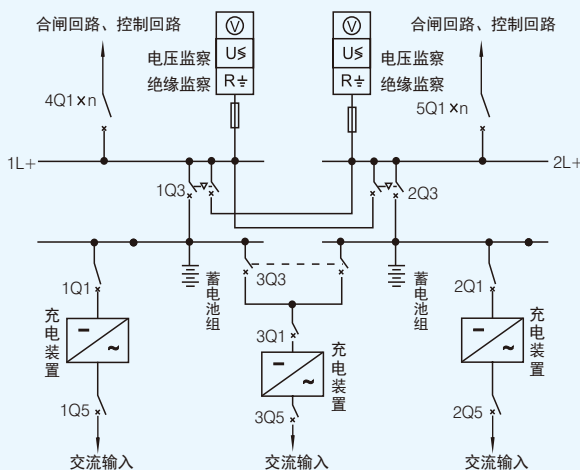 合闸回路、控制回路
合闸回路、控制回路
V
V
电压监察
U≶
U≶
电压监察
绝缘监察
R⏚
R⏚
绝缘监察
4Q1×n
5Q1×n
1L+
2L+
1Q3
2Q3
1Q1
蓄电池组
3Q3
蓄电池组
2Q1
充电装置
3Q1
充电装置
充电装置
1Q5
3Q5
2Q5
交流输入
交流输入
交流输入